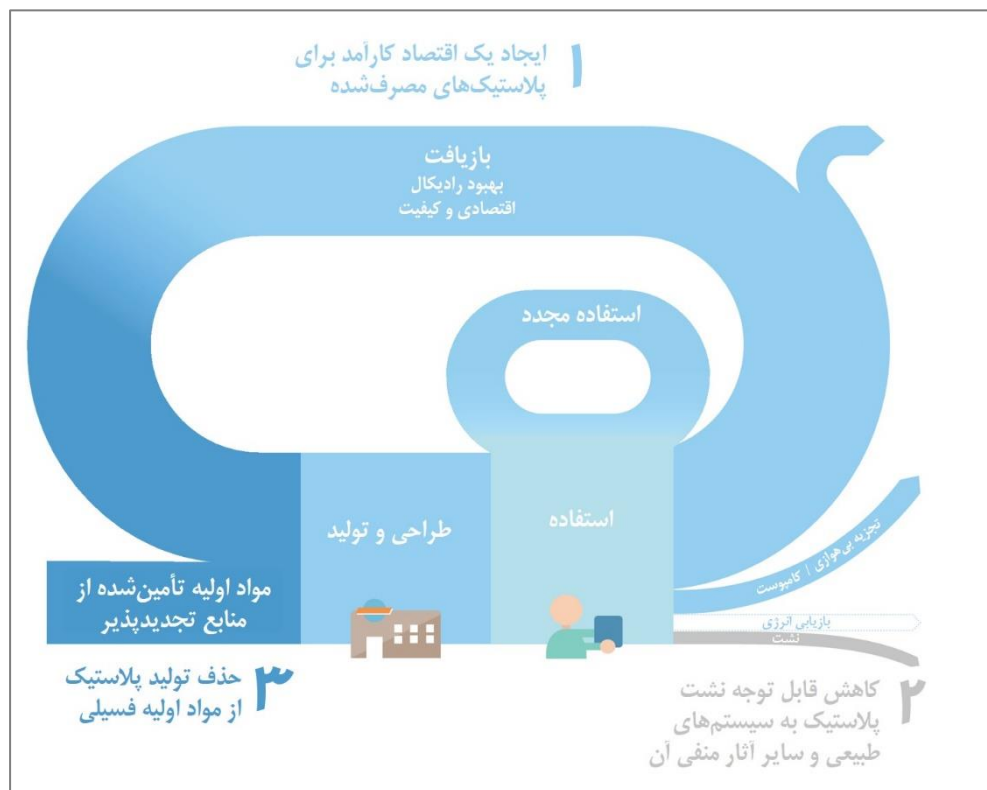 ۱
ایجاد یک اقتصاد کارآمد برای
پلاستیک‌های مصرف‌شده
بازیافت
بهبود رادیکال
اقتصادی و کیفیت
استفاده مجدد
طراحی و تولید
استفاده
تجزیه بی‌هوازی / کامپوست
بازیابی انرژی
نشت
مواد اولیه تأمین‌شده از
منابع تجدیدپذیر
۳
حذف تولید پلاستیک
از مواد اولیه فسیلی
۲
کاهش قابل توجه نشت
پلاستیک به سیستم‌های
طبیعی و سایر آثار منفی آن